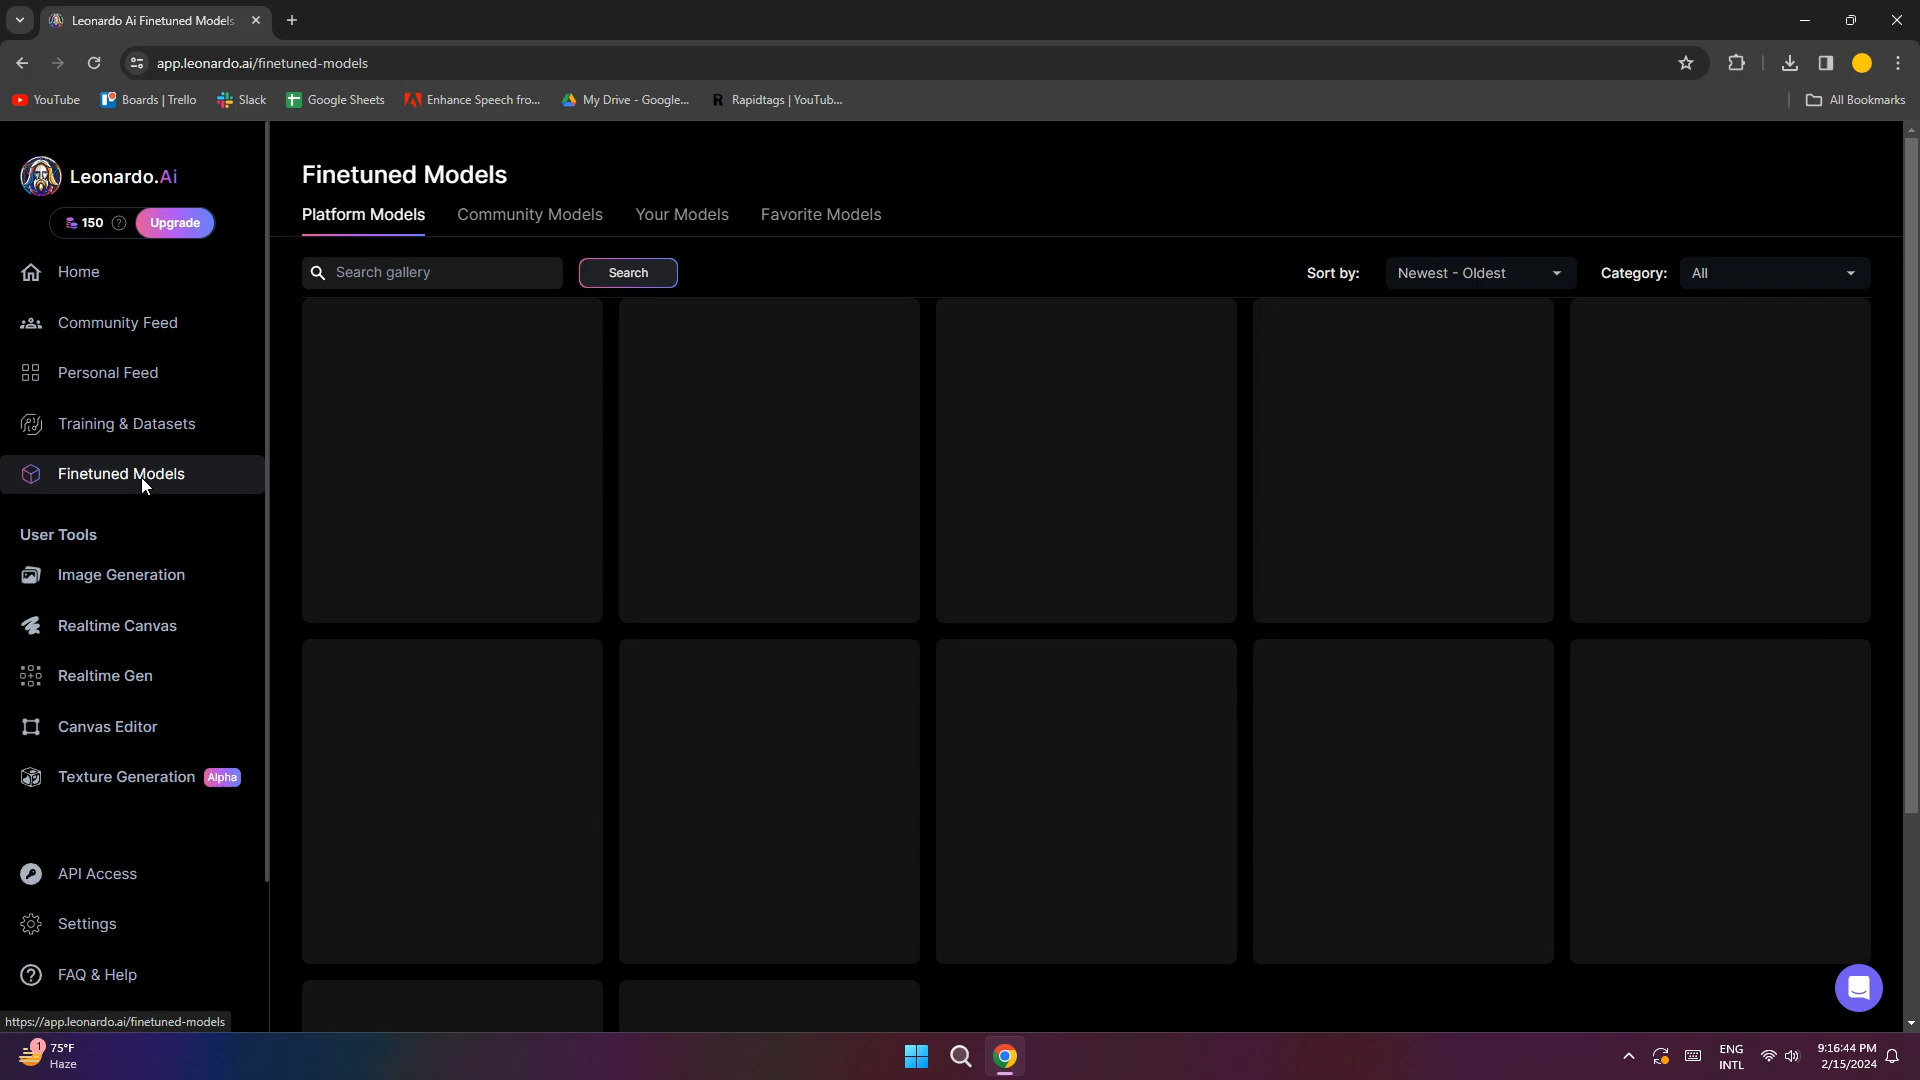 Leonardo Ai Finetuned Models
app.leonardo.ai/finetuned-models
YouTube
Boards | Trello
Slack
Google Sheets
Enhance Speech fro...
My Drive - Google...
R Rapidtags | YouTub...
All Bookmarks
Leonardo.Ai
150 ? Upgrade
Home
Community Feed
Personal Feed
Training & Datasets
Finetuned Models
User Tools
Image Generation
Realtime Canvas
Realtime Gen
Canvas Editor
Texture Generation Alpha
API Access
Settings
? FAQ & Help
https://app.leonardo.ai/finetuned-models
Finetuned Models
Platform Models
Community Models
Your Models
Favorite Models
Search gallery
Search
Sort by:
Newest - Oldest
Category:
All
1
75°F
Haze
ENG
INTL
9:16:44 PM
2/15/2024